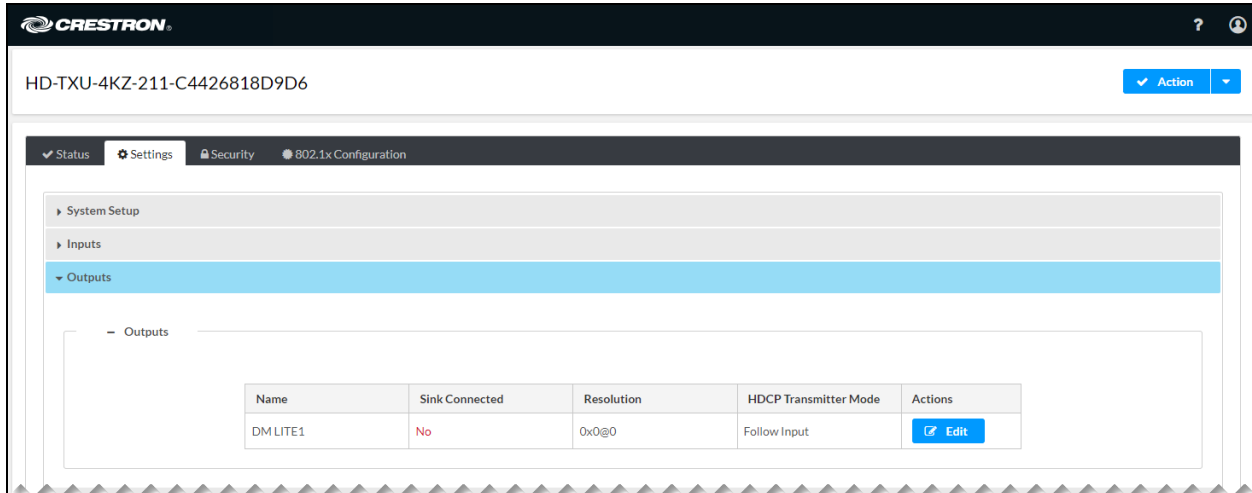 CRESTRON®
?
HD-TXU-4KZ-211-C4426818D9D6
Action
Status Settings Security 802.1x Configuration
System Setup
Inputs
Outputs
Outputs
Name Sink Connected Resolution HDCP Transmitter Mode Actions
DM LITE1 No 0x0@0 Follow Input Edit